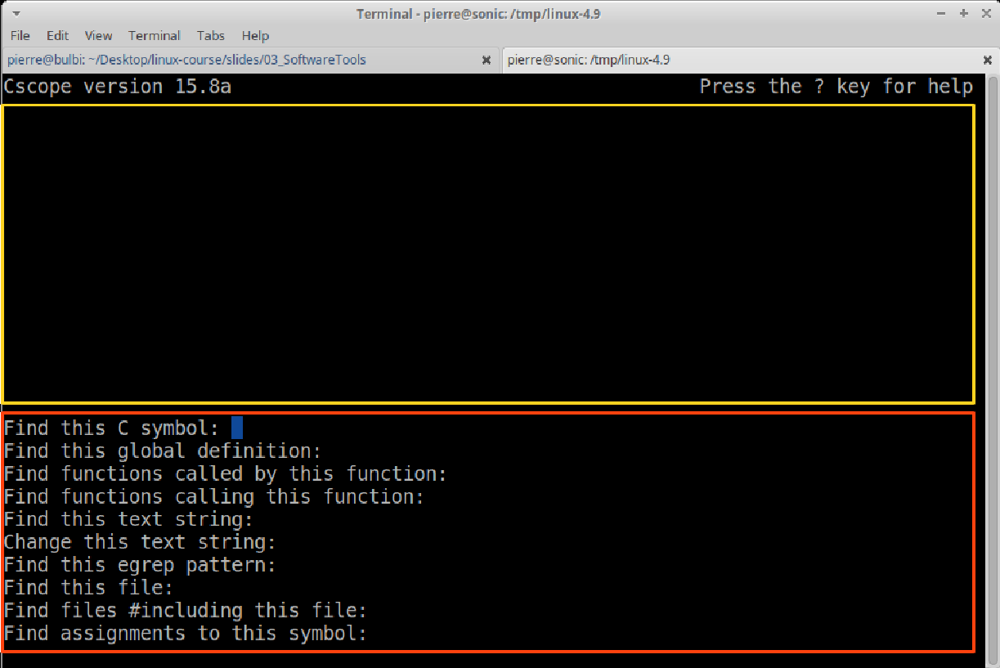 Terminal - pierre@sonic: /tmp/linux-4.9
File Edit View Terminal Tabs Help
pierre@bulbi: ~/Desktop/linux-course/slides/03_SoftwareTools
pierre@sonic: /tmp/linux-4.9
Cscope version 15.8a
Press the ? key for help
Find this C symbol:
Find this global definition:
Find functions called by this function:
Find functions calling this function:
Find this text string:
Change this text string:
Find this egrep pattern:
Find this file:
Find files #including this file:
Find assignments to this symbol: